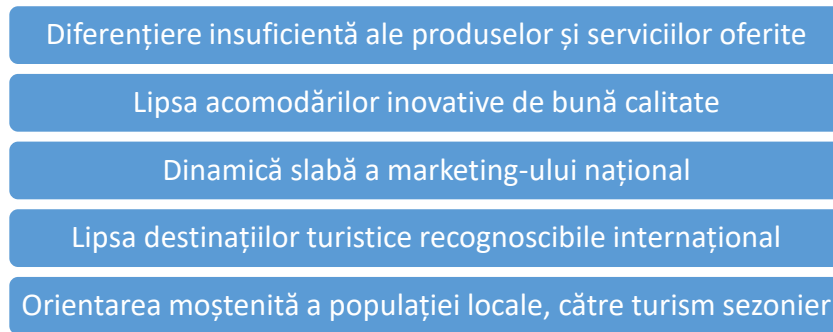 Diferențiere insuficientă ale produselor și serviciilor oferite
Lipsa acomodărilor inovative de bună calitate
Dinamică slabă a marketing-ului național
Lipsa destinațiilor turistice recognoscibile internațional
Orientarea moștenită a populației locale, către turism sezonier